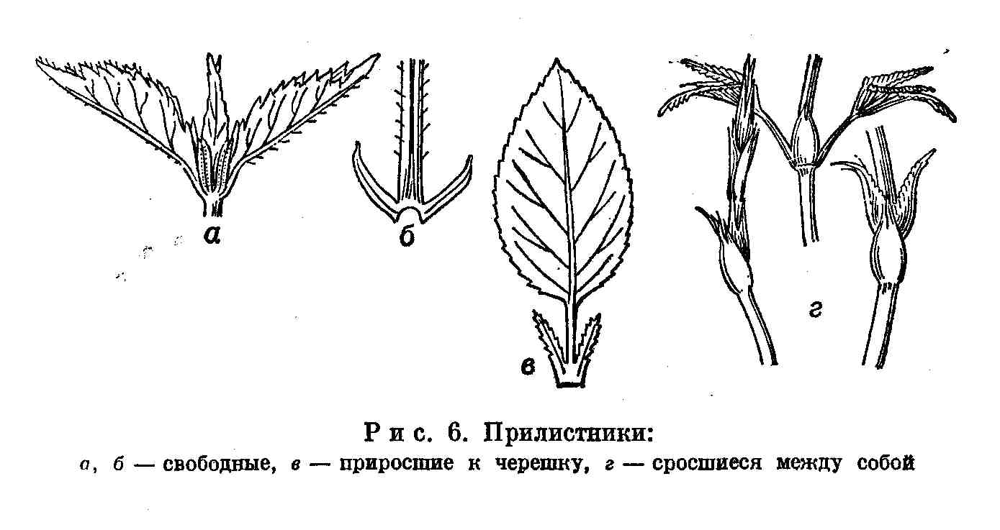 а
б
в
г
Рис. 6. Прилистники:
а, б — свободные, в — приросшие к черешку, г — сросшиеся между собой